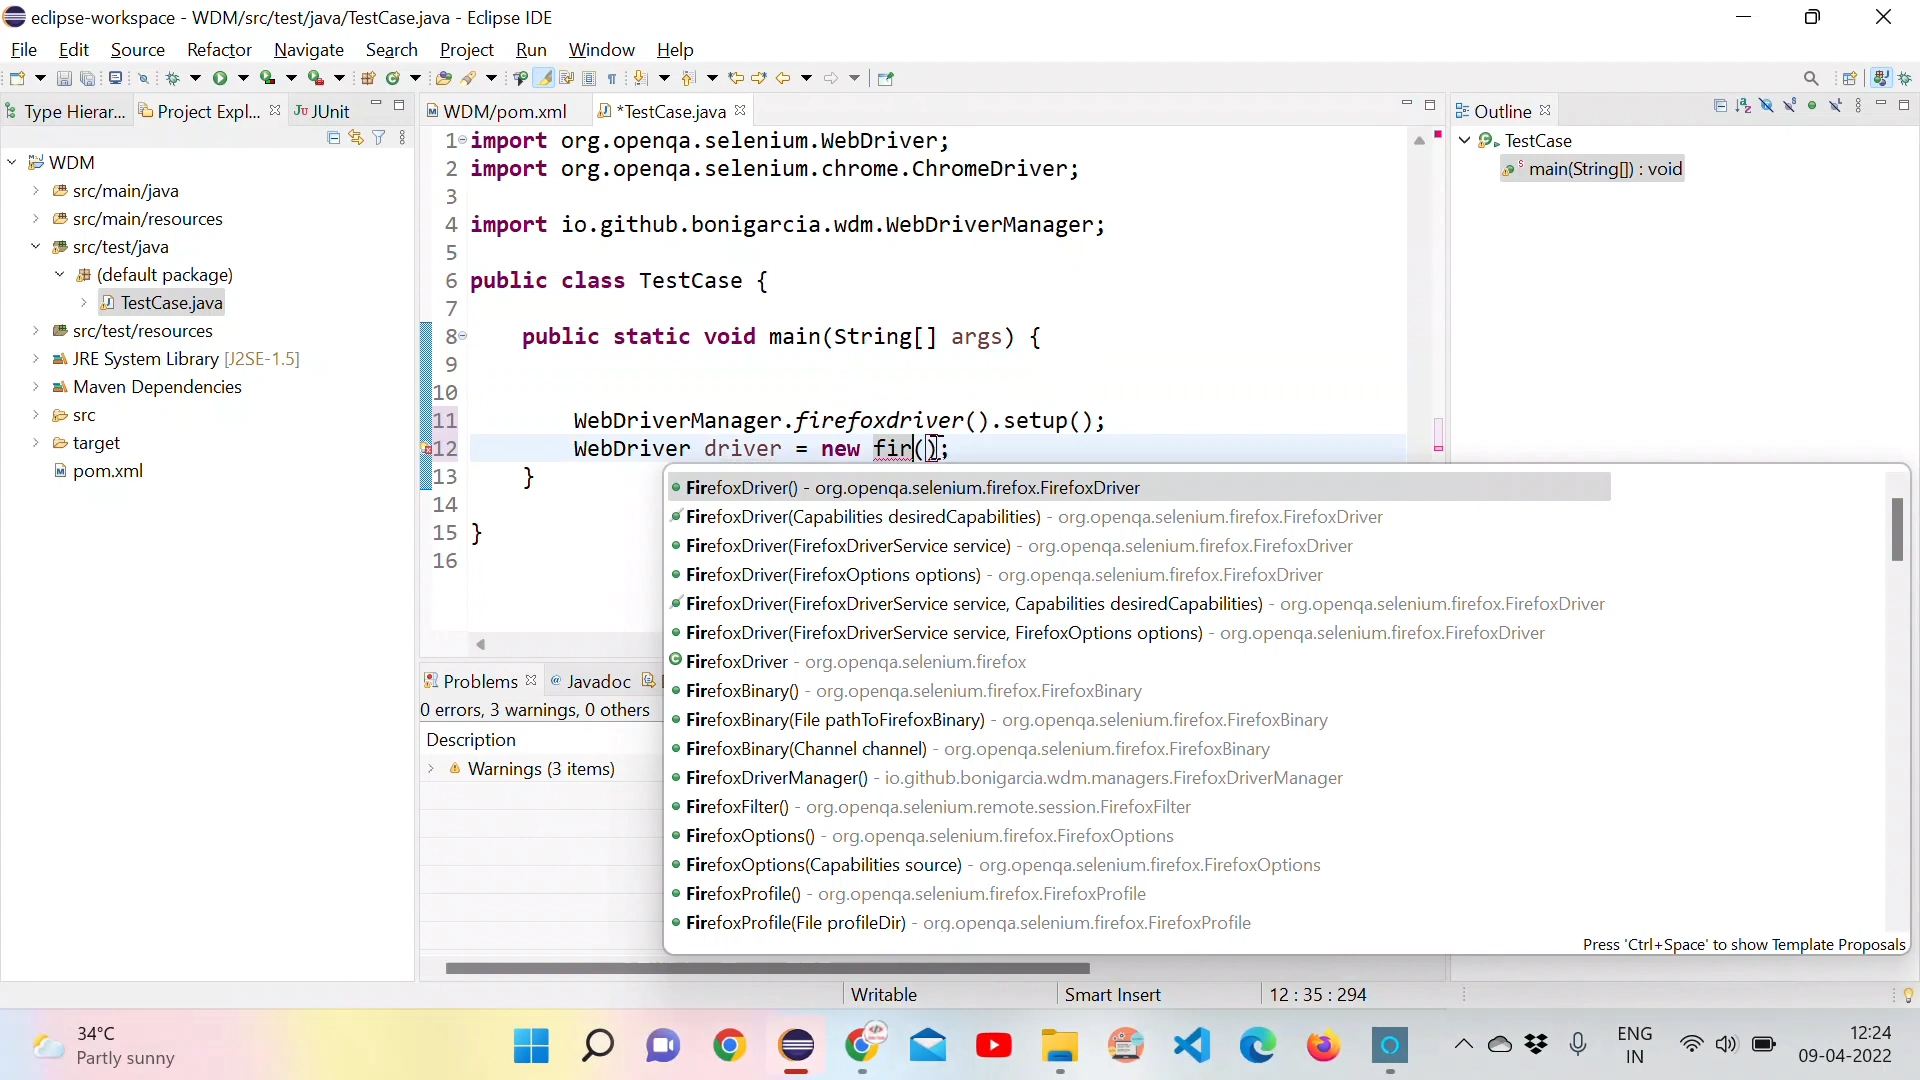 eclipse-workspace - WDM/src/test/java/TestCase.java - Eclipse IDE
File Edit Source Refactor Navigate Search Project Run Window Help
Type Hierar... Project Expl... JUnit
WDM/pom.xml *TestCase.java
Outline
WDM
src/main/java
src/main/resources
src/test/java
(default package)
TestCase.java
src/test/resources
JRE System Library [J2SE-1.5]
Maven Dependencies
src
target
pom.xml
1 import org.openqa.selenium.WebDriver;
2 import org.openqa.selenium.chrome.ChromeDriver;
3
4 import io.github.bonigarcia.wdm.WebDriverManager;
5
6 public class TestCase {
7
8 public static void main(String[] args) {
9
10
11 WebDriverManager.firefoxdriver().setup();
12 WebDriver driver = new fir();
13 }
14
15 }
16
FirefoxDriver() - org.openqa.selenium.firefox.FirefoxDriver
FirefoxDriver(Capabilities desiredCapabilities) - org.openqa.selenium.firefox.FirefoxDriver
FirefoxDriver(FirefoxDriverService service) - org.openqa.selenium.firefox.FirefoxDriver
FirefoxDriver(FirefoxOptions options) - org.openqa.selenium.firefox.FirefoxDriver
FirefoxDriver(FirefoxDriverService service, Capabilities desiredCapabilities) - org.openqa.selenium.firefox.FirefoxDriver
FirefoxDriver(FirefoxDriverService service, FirefoxOptions options) - org.openqa.selenium.firefox.FirefoxDriver
FirefoxDriver - org.openqa.selenium.firefox
FirefoxBinary() - org.openqa.selenium.firefox.FirefoxBinary
FirefoxBinary(File pathToFirefoxBinary) - org.openqa.selenium.firefox.FirefoxBinary
FirefoxBinary(Channel channel) - org.openqa.selenium.firefox.FirefoxBinary
FirefoxDriverManager() - io.github.bonigarcia.wdm.managers.FirefoxDriverManager
FirefoxFilter() - org.openqa.selenium.remote.session.FirefoxFilter
FirefoxOptions() - org.openqa.selenium.firefox.FirefoxOptions
FirefoxOptions(Capabilities source) - org.openqa.selenium.firefox.FirefoxOptions
FirefoxProfile() - org.openqa.selenium.firefox.FirefoxProfile
FirefoxProfile(File profileDir) - org.openqa.selenium.firefox.FirefoxProfile
Press 'Ctrl+Space' to show Template Proposals
Problems Javadoc
0 errors, 3 warnings, 0 others
Description
Warnings (3 items)
TestCase
main(String[]) : void
Writable Smart Insert 12 : 35 : 294
34°C
Partly sunny
ENG
IN
12:24
09-04-2022